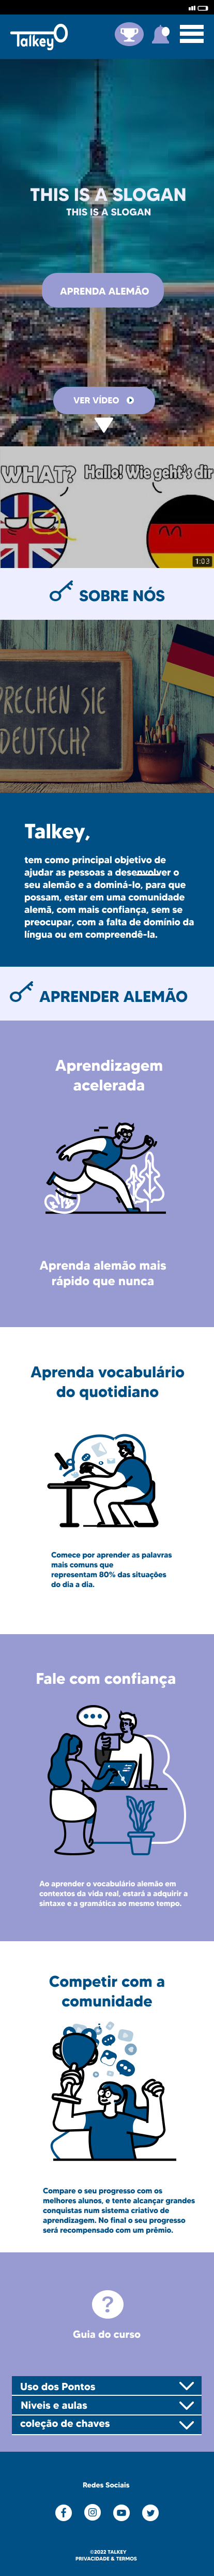 Talkey
THIS IS A SLOGAN
THIS IS A SLOGAN
APRENDA ALEMÃO
VER VÍDEO
WHAT? Hallo! Wie geht's dir
1:03
SOBRE NÓS
PRECHEN SIE
DEUTSCH?
Talkey,
tem como principal objetivo de
ajudar as pessoas a desenvolver o
seu alemão e a dominá-lo, para que
possam, estar em uma comunidade
alemã, com mais confiança, sem se
preocupar, com a falta de domínio da
língua ou em compreendê-la.
APRENDER ALEMÃO
Aprendizagem
acelerada
Aprenda alemão mais
rápido que nunca
Aprenda vocabulário
do quotidiano
Comece por aprender as palavras
mais comuns que
representam 80% das situações
do dia a dia.
Fale com confiança
Ao aprender o vocabulário alemão em
contextos da vida real, estará a adquirir a
sintaxe e a gramática ao mesmo tempo.
Competir com a
comunidade
Compare o seu progresso com os
melhores alunos, e tente alcançar grandes
conquistas num sistema criativo de
aprendizagem. No final o seu progresso
será recompensado com um prêmio.
?
Guia do curso
Uso dos Pontos
Niveis e aulas
coleção de chaves
Redes Sociais
©2022 TALKEY
PRIVACIDADE & TERMOS